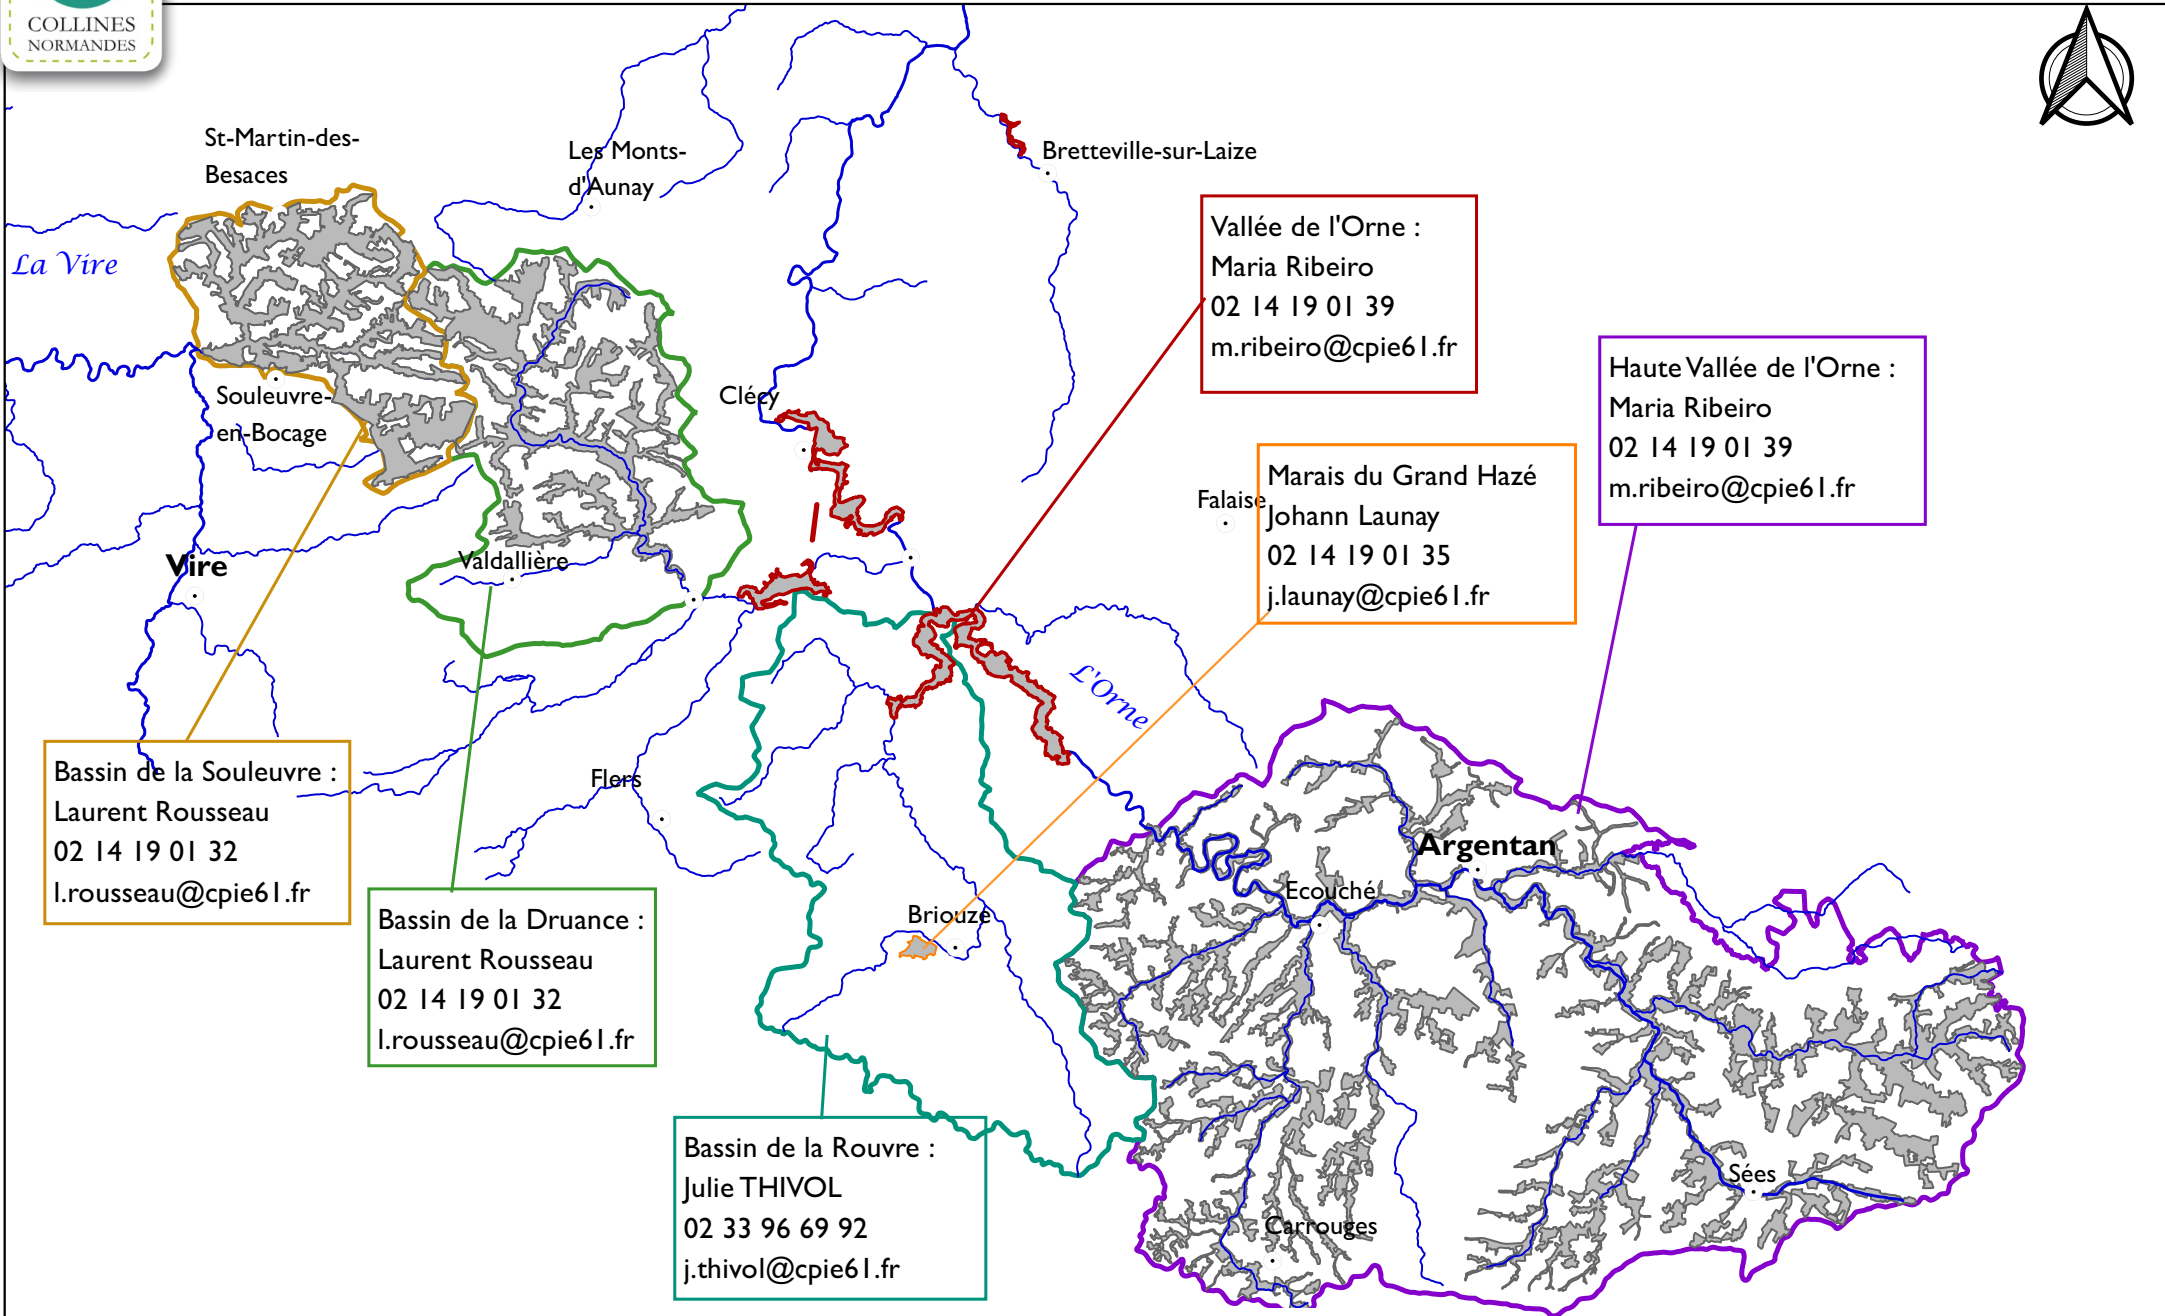 COLLINES
NORMANDES
St-Martin-des-
Besaces
Les Monts-
d'Aunay
Bretteville-sur-Laize
La Vire
Vallée de l'Orne :
Maria Ribeiro
02 14 19 01 39
m.ribeiro@cpie61.fr
Haute Vallée de l'Orne :
Maria Ribeiro
02 14 19 01 39
m.ribeiro@cpie61.fr
Souleuvre-
en-Bocage
Clécy
Marais du Grand Hazé
Johann Launay
02 14 19 01 35
j.launay@cpie61.fr
Falaise
Vire
Valdallière
L'Orne
Bassin de la Souleuvre :
Laurent Rousseau
02 14 19 01 32
l.rousseau@cpie61.fr
Flers
Argentan
Ecouché
Briouze
Bassin de la Druance :
Laurent Rousseau
02 14 19 01 32
l.rousseau@cpie61.fr
Bassin de la Rouvre :
Julie THIVOL
02 33 96 69 92
j.thivol@cpie61.fr
Sées
Carrouges